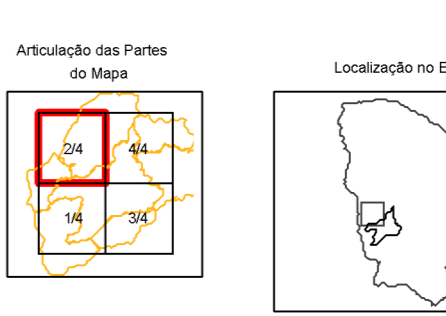 Articulação das Partes
do Mapa
Localização no E
2/4
4/4
1/4
3/4